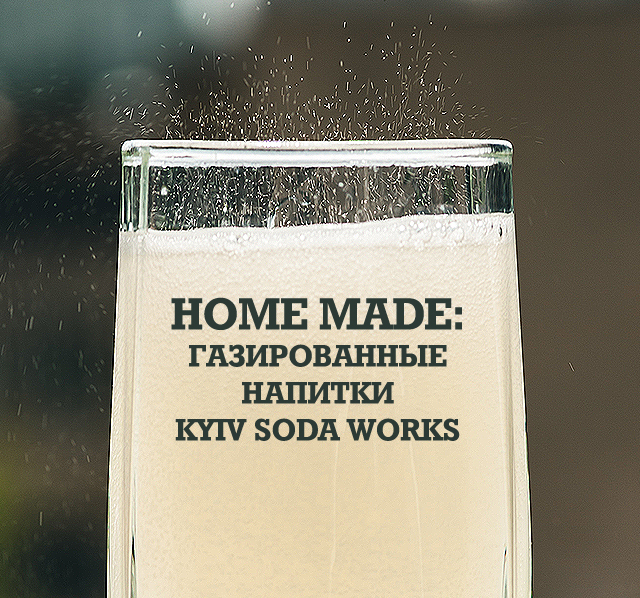 HOME MADE:
ГАЗИРОВАННЫЕ
НАПИТКИ
KYIV SODA WORKS